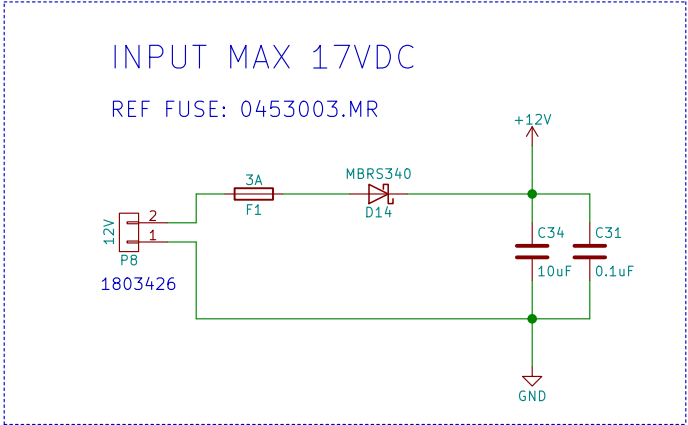 INPUT MAX 17VDC
REF FUSE: 0453003.MR
+12V
MBRS340
3A
F1
D14
12V
2
1
P8
1803426
C34
10uF
C31
0.1uF
GND